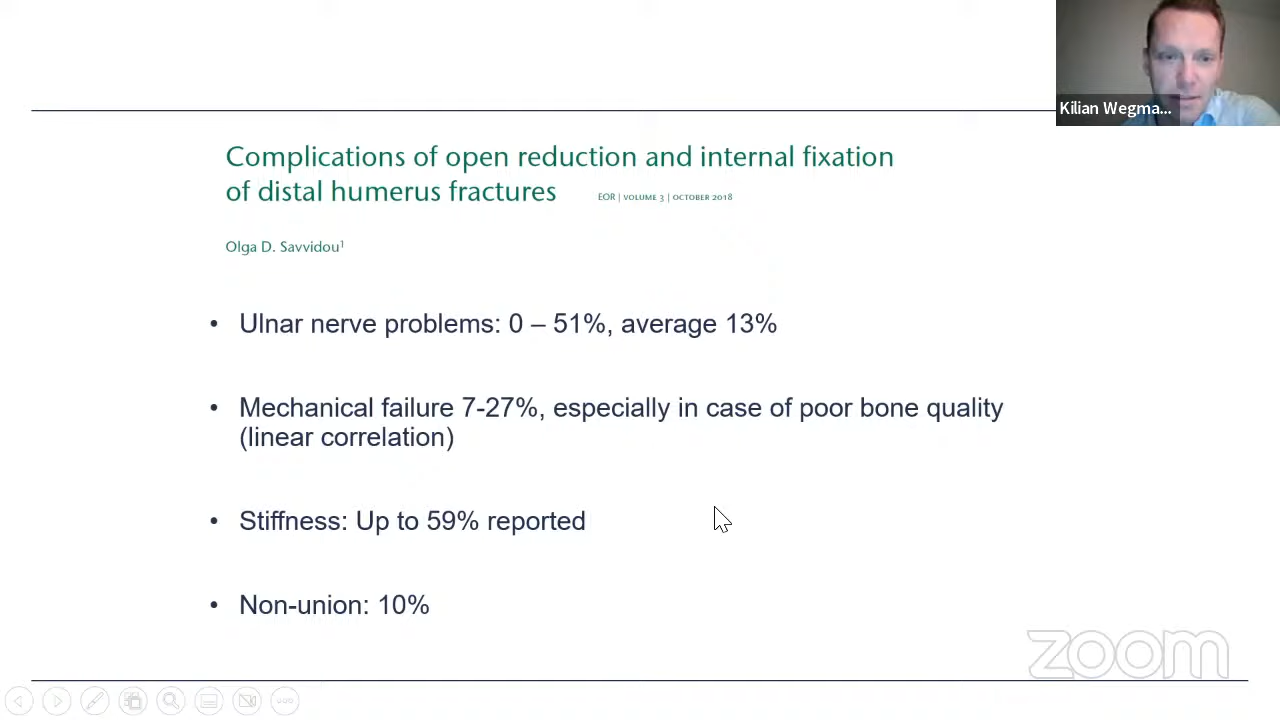 Kilian Wegma...
Complications of open reduction and internal fixation
of distal humerus fractures EOR | VOLUME 3 | OCTOBER 2018
Olga D. Savvidou¹
• Ulnar nerve problems: 0 – 51%, average 13%
• Mechanical failure 7-27%, especially in case of poor bone quality
(linear correlation)
• Stiffness: Up to 59% reported
• Non-union: 10%
zoom